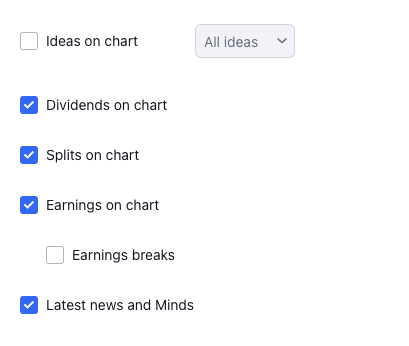 Ideas on chart All ideas
Dividends on chart
Splits on chart
Earnings on chart
Earnings breaks
Latest news and Minds